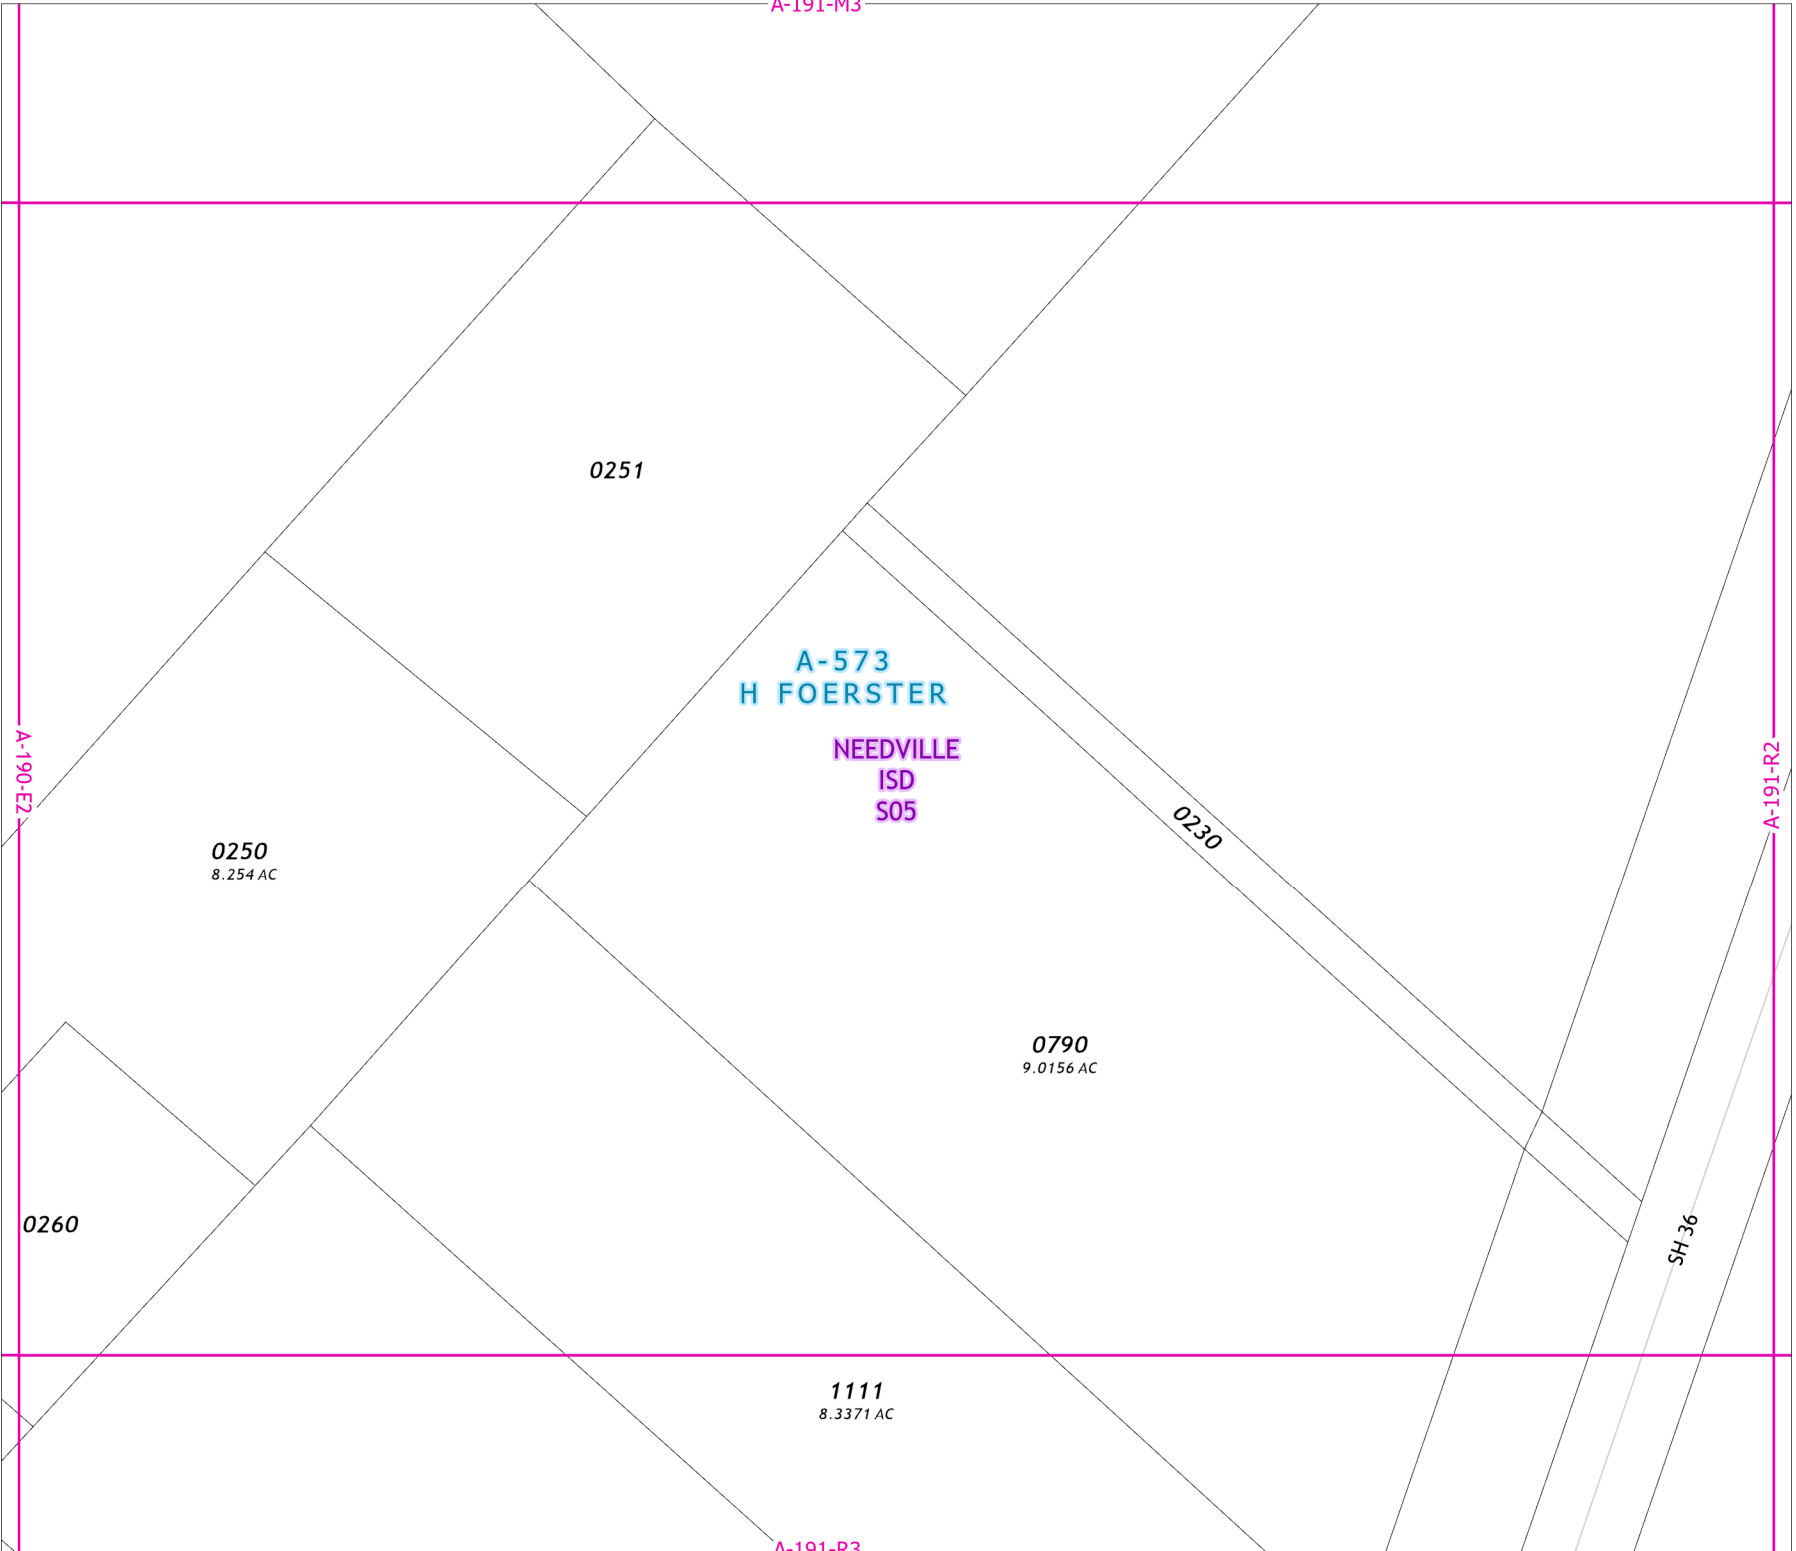 A-191-M3
0251
A-573
H FOERSTER
NEEDVILLE
ISD
S05
A-190-E2
A-191-R2
0230
0250
8.254 AC
0790
9.0156 AC
0260
SH 36
1111
8.3371 AC
A-191-R3